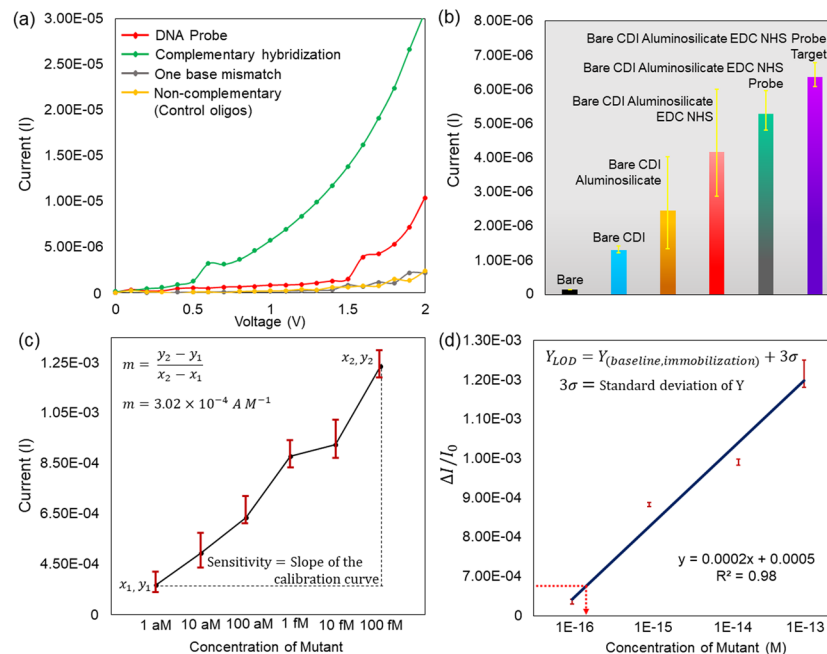 (a)
DNA Probe
Complementary hybridization
One base mismatch
Non-complementary
(Control oligos)
3.00E-05
2.50E-05
2.00E-05
1.50E-05
1.00E-05
5.00E-06
0
0
0.5
1
1.5
2
Current (I)
Voltage (V)
(b)
8.00E-06
7.00E-06
6.00E-06
5.00E-06
4.00E-06
3.00E-06
2.00E-06
1.00E-06
0
Current (I)
Bare CDI Aluminosilicate EDC NHS Probe
Target
Bare CDI Aluminosilicate EDC NHS
Probe
Bare CDI Aluminosilicate
EDC NHS
Bare CDI
Aluminosilicate
Bare CDI
Bare
(c)
1.25E-03
1.05E-03
8.50E-04
6.50E-04
4.50E-04
0
Current (I)
m = y₂ − y₁ / x₂ − x₁
m = 3.02 × 10⁻⁴ A M⁻¹
x₂, y₂
x₁, y₁
Sensitivity = Slope of the
calibration curve
1 aM
10 aM
100 aM
1 fM
10 fM
100 fM
Concentration of Mutant
(d)
1.30E-03
1.20E-03
1.00E-03
9.00E-04
8.00E-04
7.00E-04
0
ΔI/I₀
Y_LOD = Y_(baseline,immobilization) + 3σ
3σ = Standard deviation of Y
y = 0.0002x + 0.0005
R² = 0.98
1E-16
1E-15
1E-14
1E-13
Concentration of Mutant (M)